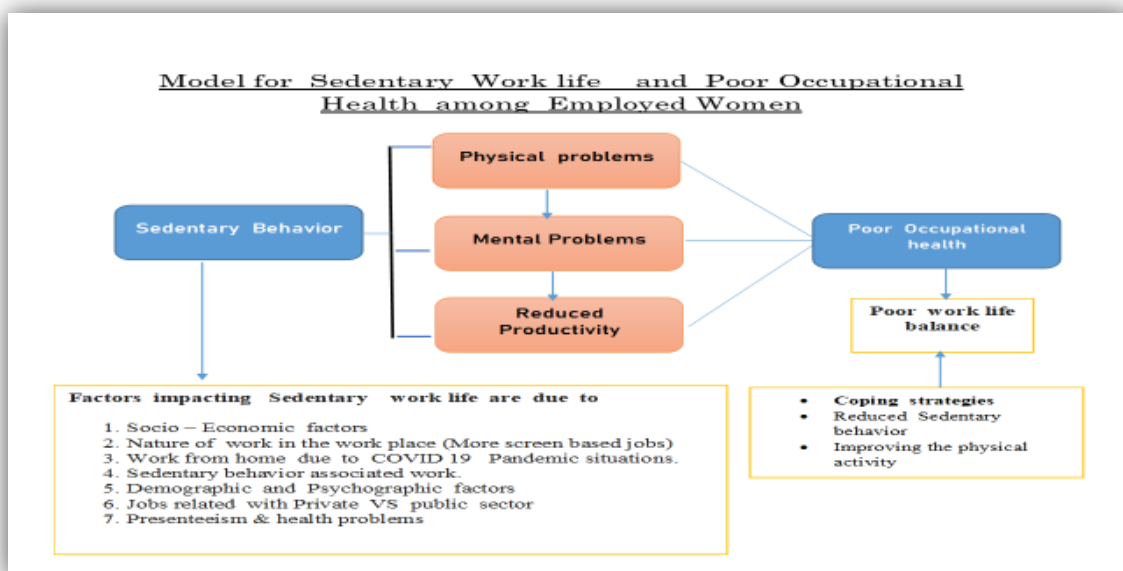 Model for Sedentary Work life and Poor Occupational
Health among Employed Women
Physical problems
Sedentary Behavior
Mental Problems
Poor Occupational
health
Reduced
Productivity
Poor work life
balance
Factors impacting Sedentary work life are due to
1. Socio – Economic factors
2. Nature of work in the work place (More screen based jobs)
3. Work from home due to COVID 19 Pandemic situations.
4. Sedentary behavior associated work.
5. Demographic and Psychographic factors
6. Jobs related with Private VS public sector
7. Presenteeism & health problems
• Coping strategies
• Reduced Sedentary
behavior
• Improving the physical
activity